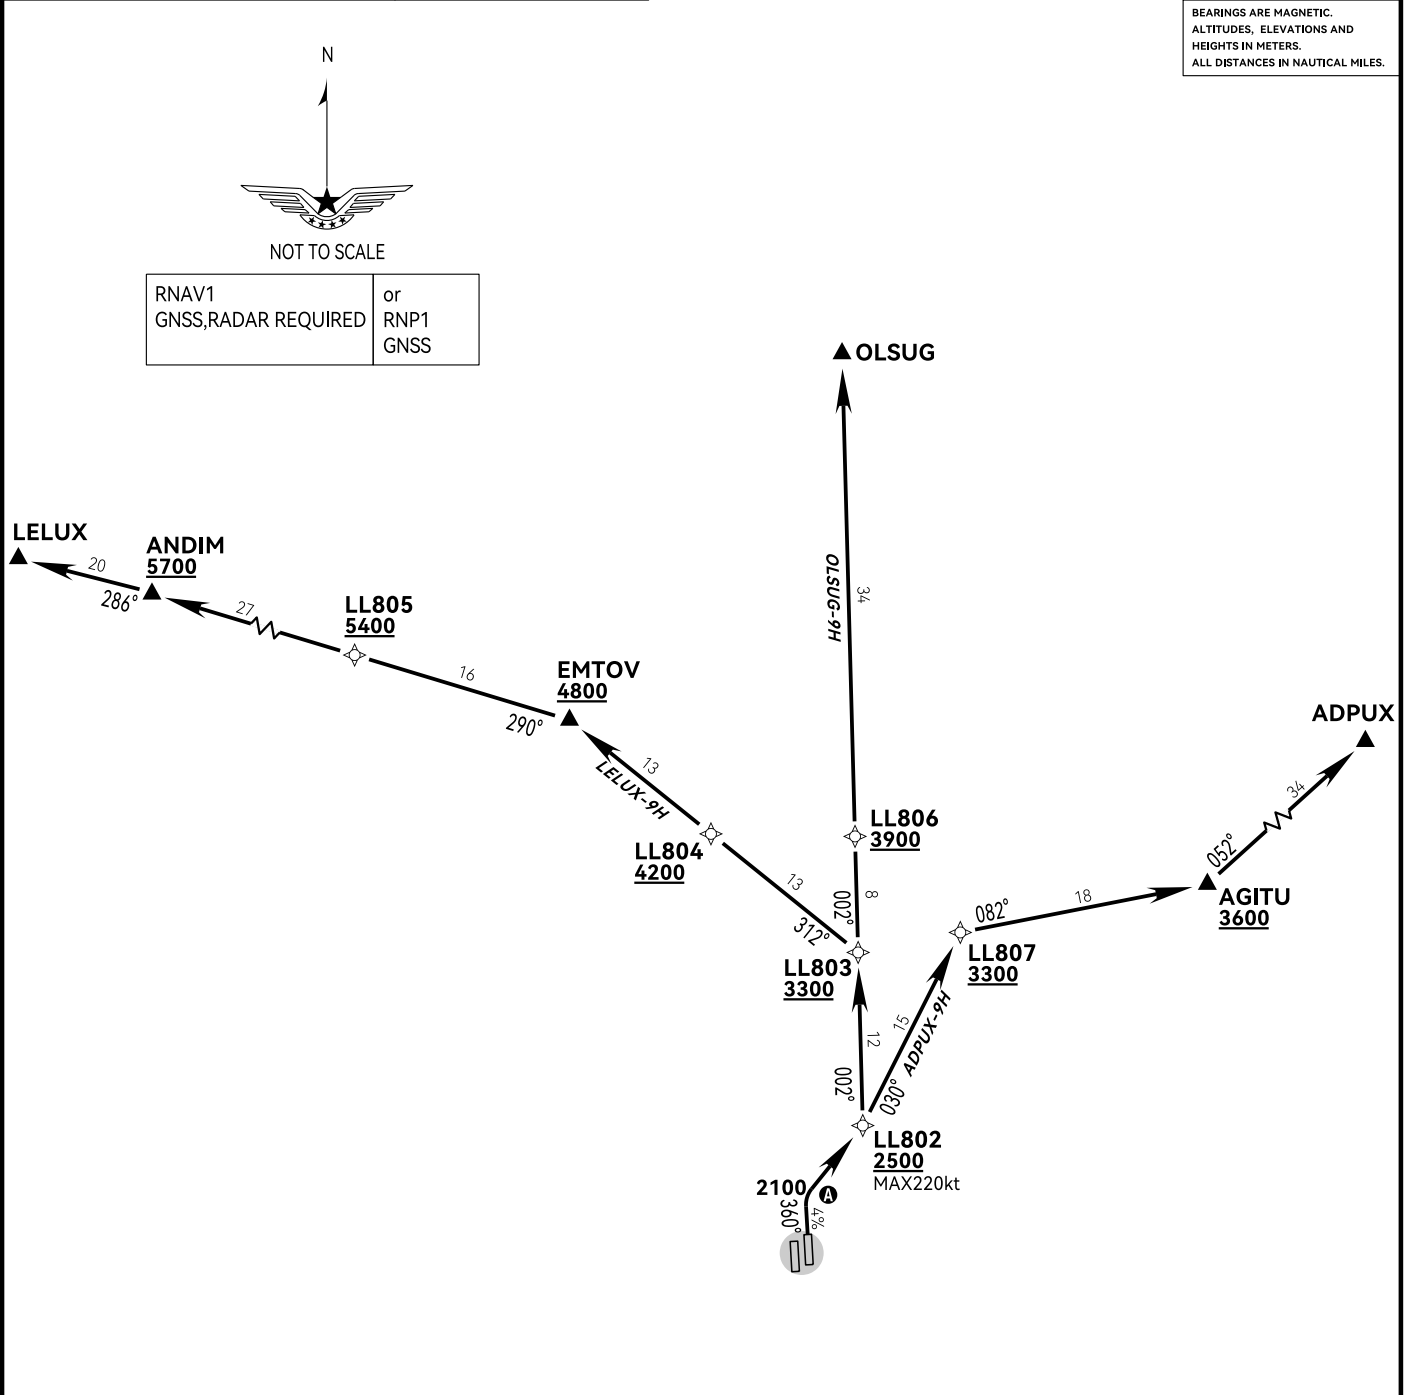 BEARINGS ARE MAGNETIC.
ALTITUDES, ELEVATIONS AND
HEIGHTS IN METERS.
ALL DISTANCES IN NAUTICAL MILES.
N
NOT TO SCALE
RNAV1
GNSS,RADAR REQUIRED
or
RNP1
GNSS
OLSUG
OLSUG-9H
34
LELUX
20
286°
ANDIM
5700
27
LL805
5400
16
290°
EMTOV
4800
13
LELUX-9H
LL804
4200
13
312°
LL806
3900
8
002°
LL803
3300
12
002°
ADPUX
34
052°
AGITU
3600
18
082°
LL807
3300
15
ADPUX-9H
030°
LL802
2500
MAX220kt
2100
A
360°
4%